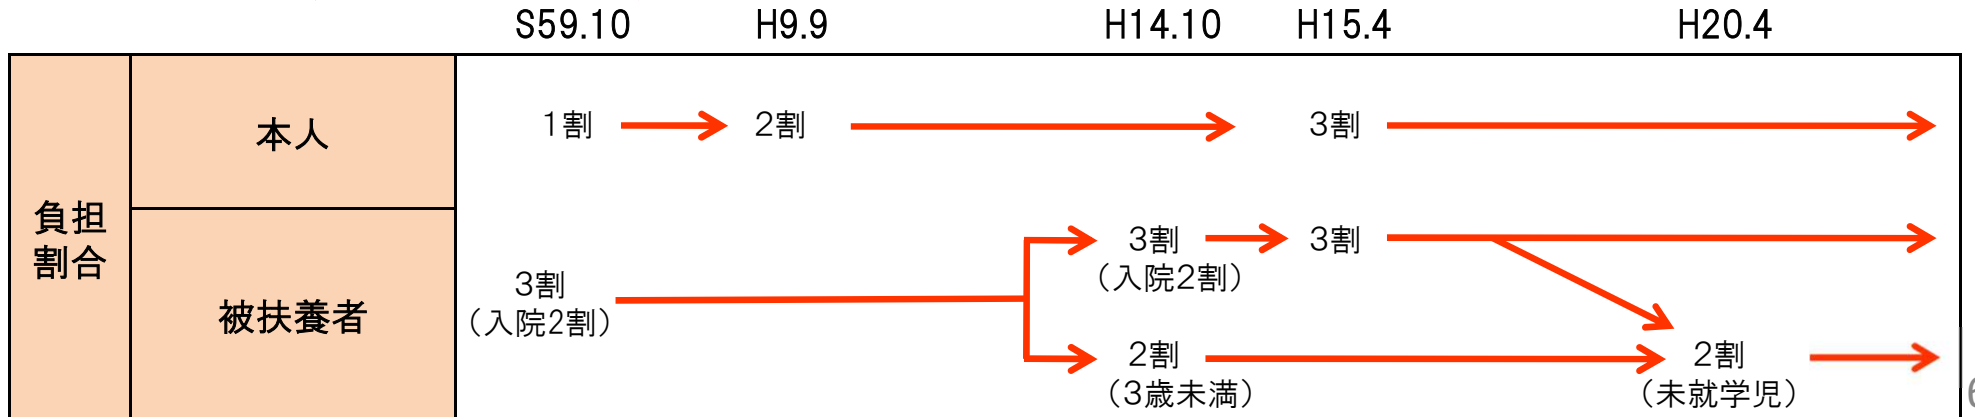 S59.10 H9.9 H14.10 H15.4 H20.4
負担
割合
本人
1割 2割 3割
被扶養者
3割
(入院2割)
3割
(入院2割)
3割
2割
(3歳未満)
2割
(未就学児)